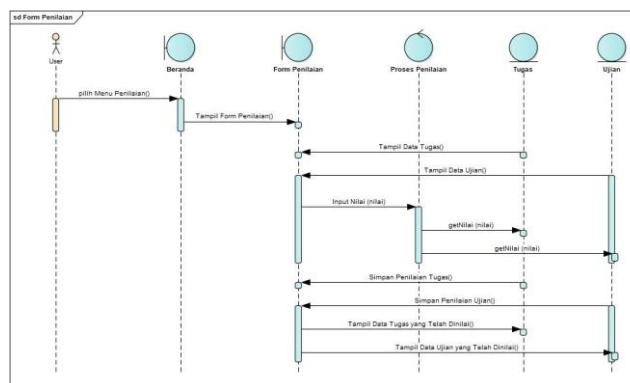 sd Form Penilaian
User
Beranda
Form Penilaian
Proses Penilaian
Tugas
Ujian
pilih Menu Penilaian()
Tampil Form Penilaian()
Tampil Data Tugas()
Tampil Data Ujian()
Input Nilai (nilai)
getNilai (nilai)
getNilai (nilai)
Simpan Penilaian Tugas()
Simpan Penilaian Ujian()
Tampil Data Tugas yang Telah Dinilai()
Tampil Data Ujian yang Telah Dinilai()